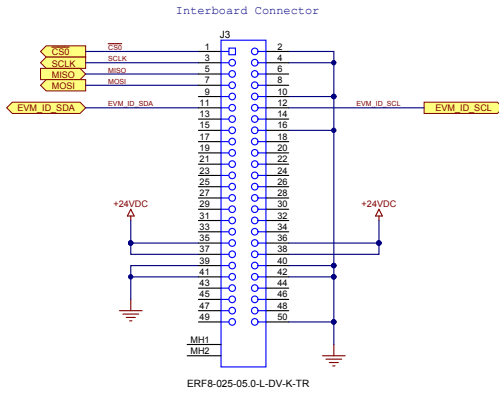 Interboard Connector
J3
CS0 CS0 1 2
SCLK SCLK 3 4
MISO MISO 5 6
MOSI MOSI 7 8
9 10
EVM_ID_SDA EVM_ID_SDA 11 12 EVM_ID_SCL EVM_ID_SCL
13 14
15 16
17 18
19 20
21 22
23 24
25 26
27 28
29 30
+24VDC +24VDC
31 32
33 34
35 36
37 38
39 40
41 42
43 44
45 46
47 48
49 50
MH1
MH2
ERF8-025-05.0-L-DV-K-TR